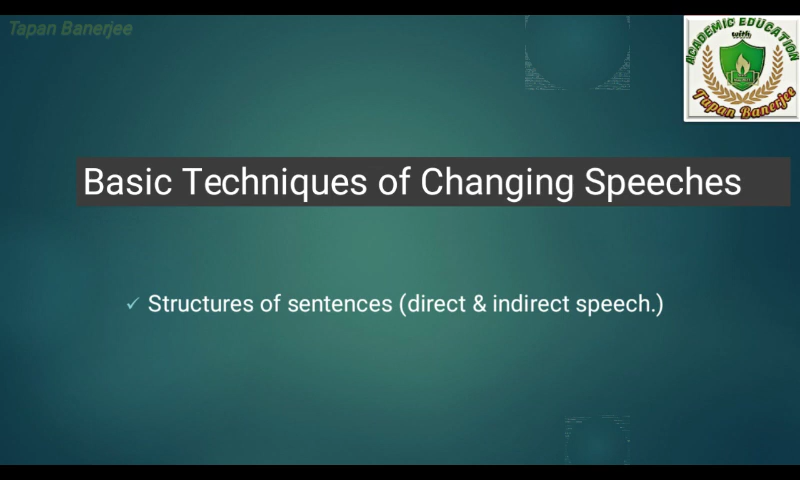 Tapan Banerjee
ACADEMIC EDUCATION
with
Tapan Banerjee
Basic Techniques of Changing Speeches
✓ Structures of sentences (direct & indirect speech.)